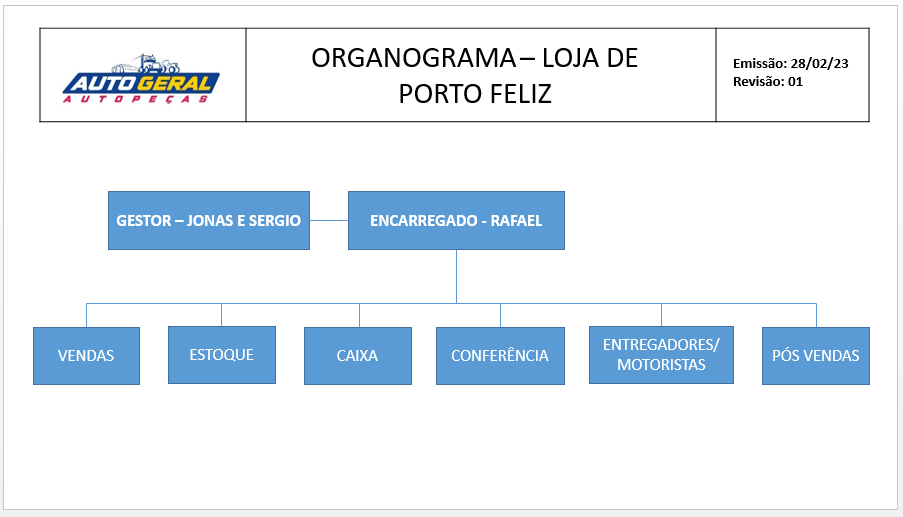 AUTO GERAL
AUTOPEÇAS
ORGANOGRAMA – LOJA DE
PORTO FELIZ
Emissão: 28/02/23
Revisão: 01
GESTOR – JONAS E SERGIO
ENCARREGADO - RAFAEL
VENDAS
ESTOQUE
CAIXA
CONFERÊNCIA
ENTREGADORES/
MOTORISTAS
PÓS VENDAS